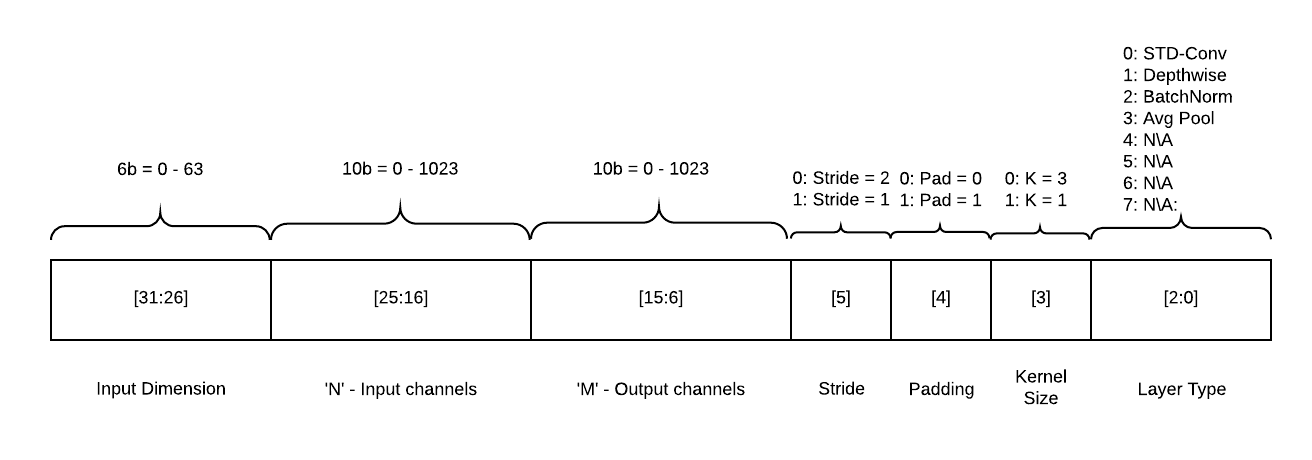 0: STD-Conv
1: Depthwise
2: BatchNorm
3: Avg Pool
4: N\A
5: N\A
6: N\A
7: N\A:
6b = 0 - 63
10b = 0 - 1023
10b = 0 - 1023
0: Stride = 2
1: Stride = 1
0: Pad = 0
1: Pad = 1
0: K = 3
1: K = 1
[31:26]
[25:16]
[15:6]
[5]
[4]
[3]
[2:0]
Input Dimension
'N' - Input channels
'M' - Output channels
Stride
Padding
Kernel
Size
Layer Type